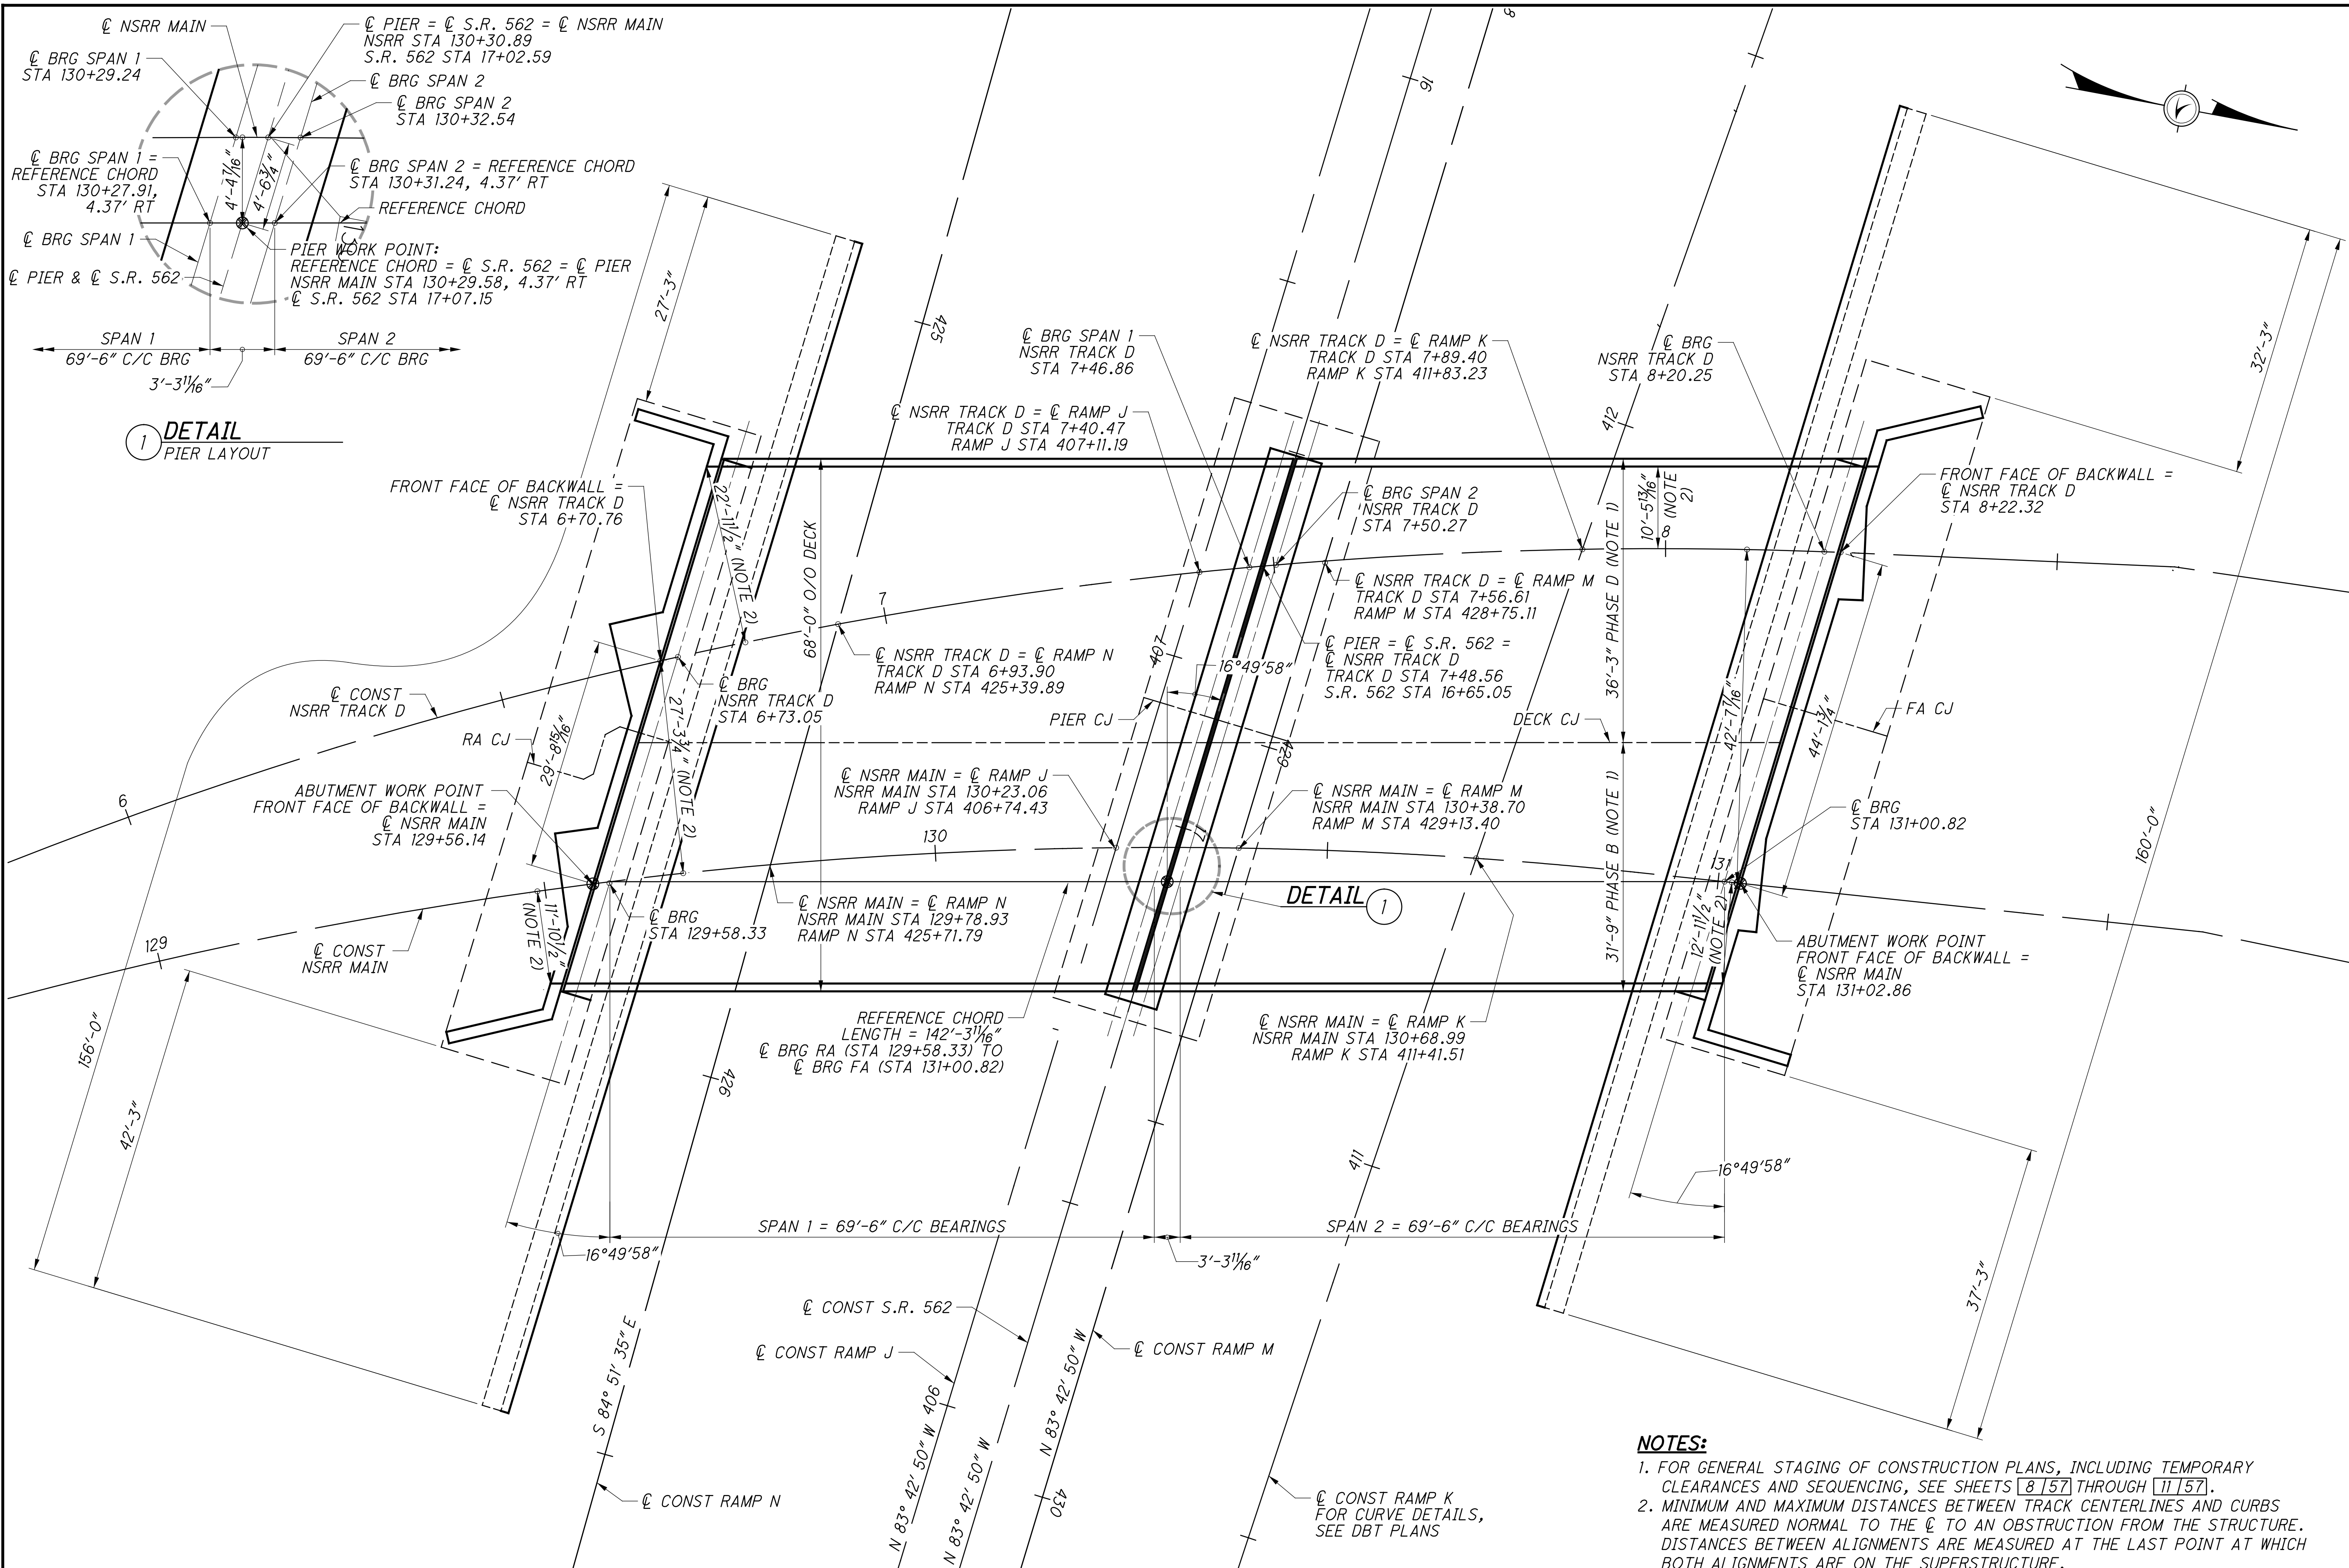 ℄ NSRR MAIN
℄ PIER = ℄ S.R. 562 = ℄ NSRR MAIN
NSRR STA 130+30.89
S.R. 562 STA 17+02.59
℄ BRG SPAN 1
STA 130+29.24
℄ BRG SPAN 2
℄ BRG SPAN 2
STA 130+32.54
℄ BRG SPAN 1 =
REFERENCE CHORD
STA 130+27.91,
4.37' RT
4'-4 1/16"
4'-6 3/4"
℄ BRG SPAN 2 = REFERENCE CHORD
STA 130+31.24, 4.37' RT
REFERENCE CHORD
℄ BRG SPAN 1
℄ PIER & ℄ S.R. 562
PIER WORK POINT:
REFERENCE CHORD = ℄ S.R. 562 = ℄ PIER
NSRR MAIN STA 130+29.58, 4.37' RT
℄ S.R. 562 STA 17+07.15
SPAN 1
69'-6" C/C BRG
SPAN 2
69'-6" C/C BRG
3'-3 11/16"
1 DETAIL
PIER LAYOUT
27'-3"
425
16
8
412
32'-3"
℄ BRG SPAN 1
NSRR TRACK D
STA 7+46.86
℄ NSRR TRACK D = ℄ RAMP K
TRACK D STA 7+89.40
RAMP K STA 411+83.23
℄ BRG
NSRR TRACK D
STA 8+20.25
℄ NSRR TRACK D = ℄ RAMP J
TRACK D STA 7+40.47
RAMP J STA 407+11.19
FRONT FACE OF BACKWALL =
℄ NSRR TRACK D
STA 6+70.76
22'-11 1/2" (NOTE 2)
68'-0" O/O DECK
℄ BRG SPAN 2
NSRR TRACK D
STA 7+50.27
36'-3" PHASE D (NOTE 1)
10'-5 13/16"
(NOTE 2)
8
FRONT FACE OF BACKWALL =
℄ NSRR TRACK D
STA 8+22.32
7
℄ NSRR TRACK D = ℄ RAMP M
TRACK D STA 7+56.61
RAMP M STA 428+75.11
℄ NSRR TRACK D = ℄ RAMP N
TRACK D STA 6+93.90
RAMP N STA 425+39.89
407
16°49'58"
℄ PIER = ℄ S.R. 562 =
℄ NSRR TRACK D
TRACK D STA 7+48.56
S.R. 562 STA 16+65.05
℄ CONST
NSRR TRACK D
℄ BRG
NSRR TRACK D
STA 6+73.05
27'-3 3/4" (NOTE 2)
29'-8 15/16"
RA CJ
PIER CJ
DECK CJ
42'-1 7/16"
44'-1 3/4"
FA CJ
429
6
ABUTMENT WORK POINT
FRONT FACE OF BACKWALL =
℄ NSRR MAIN
STA 129+56.14
℄ NSRR MAIN = ℄ RAMP J
NSRR MAIN STA 130+23.06
RAMP J STA 406+74.43
℄ NSRR MAIN = ℄ RAMP M
NSRR MAIN STA 130+38.70
RAMP M STA 429+13.40
℄ BRG
STA 131+00.82
160'-0"
130
17
131
31'-9" PHASE B (NOTE 1)
DETAIL 1
129
℄ CONST
NSRR MAIN
11'-10 1/2"
(NOTE 2)
℄ BRG
STA 129+58.33
℄ NSRR MAIN = ℄ RAMP N
NSRR MAIN STA 129+78.93
RAMP N STA 425+71.79
12'-11 1/2"
(NOTE 2)
ABUTMENT WORK POINT
FRONT FACE OF BACKWALL =
℄ NSRR MAIN
STA 131+02.86
156'-0"
42'-3"
REFERENCE CHORD
LENGTH = 142'-3 11/16"
℄ BRG RA (STA 129+58.33) TO
℄ BRG FA (STA 131+00.82)
℄ NSRR MAIN = ℄ RAMP K
NSRR MAIN STA 130+68.99
RAMP K STA 411+41.51
426
411
16°49'58"
SPAN 1 = 69'-6" C/C BEARINGS
SPAN 2 = 69'-6" C/C BEARINGS
16°49'58"
3'-3 11/16"
37'-3"
℄ CONST S.R. 562
℄ CONST RAMP J
℄ CONST RAMP M
S 84° 51' 35" E
N 83° 42' 50" W 406
N 83° 42' 50" W
N 83° 42' 50" W
430
℄ CONST RAMP N
℄ CONST RAMP K
FOR CURVE DETAILS,
SEE DBT PLANS
NOTES:
1. FOR GENERAL STAGING OF CONSTRUCTION PLANS, INCLUDING TEMPORARY
CLEARANCES AND SEQUENCING, SEE SHEETS 8/57 THROUGH 11/57.
2. MINIMUM AND MAXIMUM DISTANCES BETWEEN TRACK CENTERLINES AND CURBS
ARE MEASURED NORMAL TO THE ℄ TO AN OBSTRUCTION FROM THE STRUCTURE.
DISTANCES BETWEEN ALIGNMENTS ARE MEASURED AT THE LAST POINT AT WHICH
BOTH ALIGNMENTS ARE ON THE SUPERSTRUCTURE.